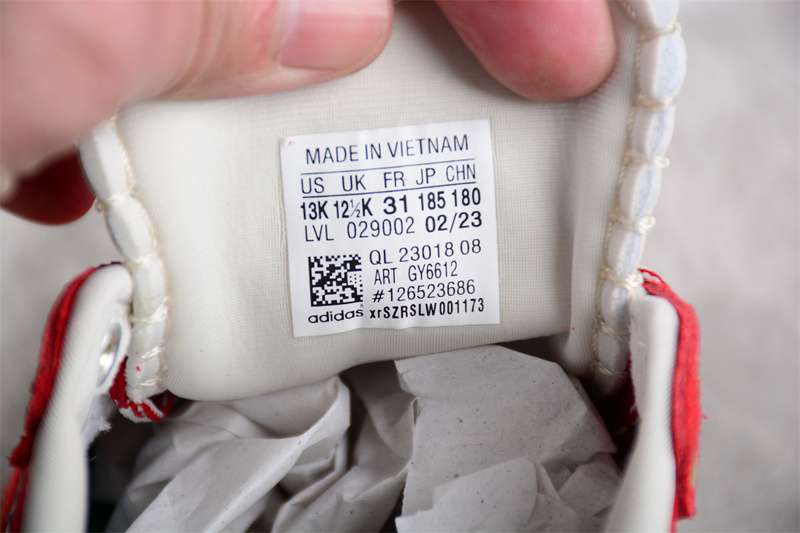 MADE IN VIETNAM
US UK FR JP CHN
13K 12½K 31 185 180
LVL 029002 02/23
QL 23018 08
ART GY6612
#126523686
adidas xrSZRSLW001173